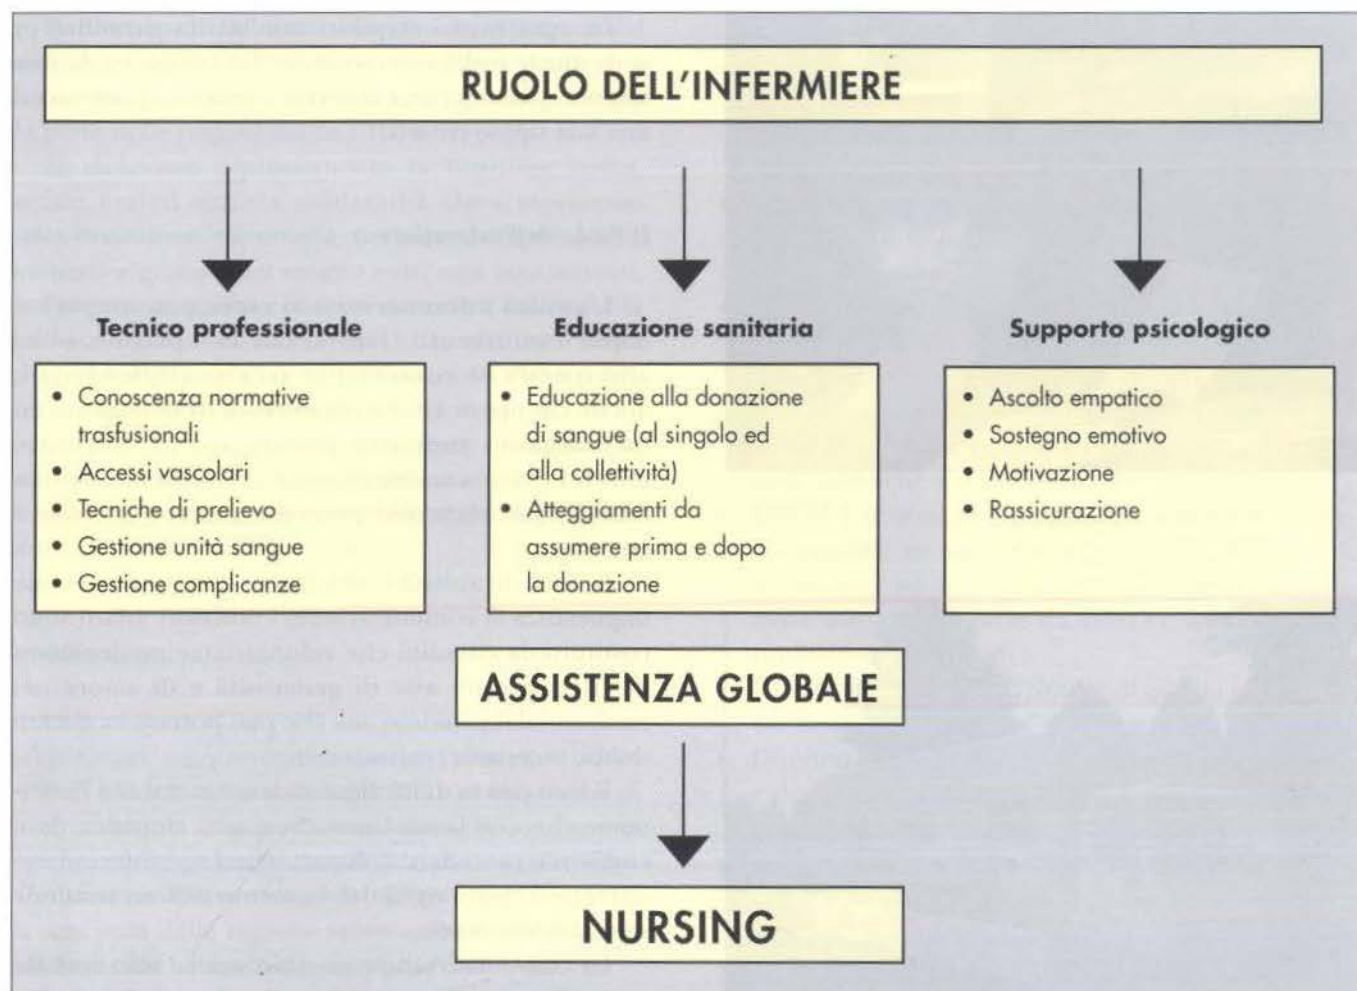 RUOLO DELL'INFERMIERE
Tecnico professionale
• Conoscenza normative
trasfusionali
• Accessi vascolari
• Tecniche di prelievo
• Gestione unità sangue
• Gestione complicanze
Educazione sanitaria
• Educazione alla donazione
di sangue (al singolo ed
alla collettività)
• Atteggiamenti da
assumere prima e dopo
la donazione
Supporto psicologico
• Ascolto empatico
• Sostegno emotivo
• Motivazione
• Rassicurazione
ASSISTENZA GLOBALE
NURSING